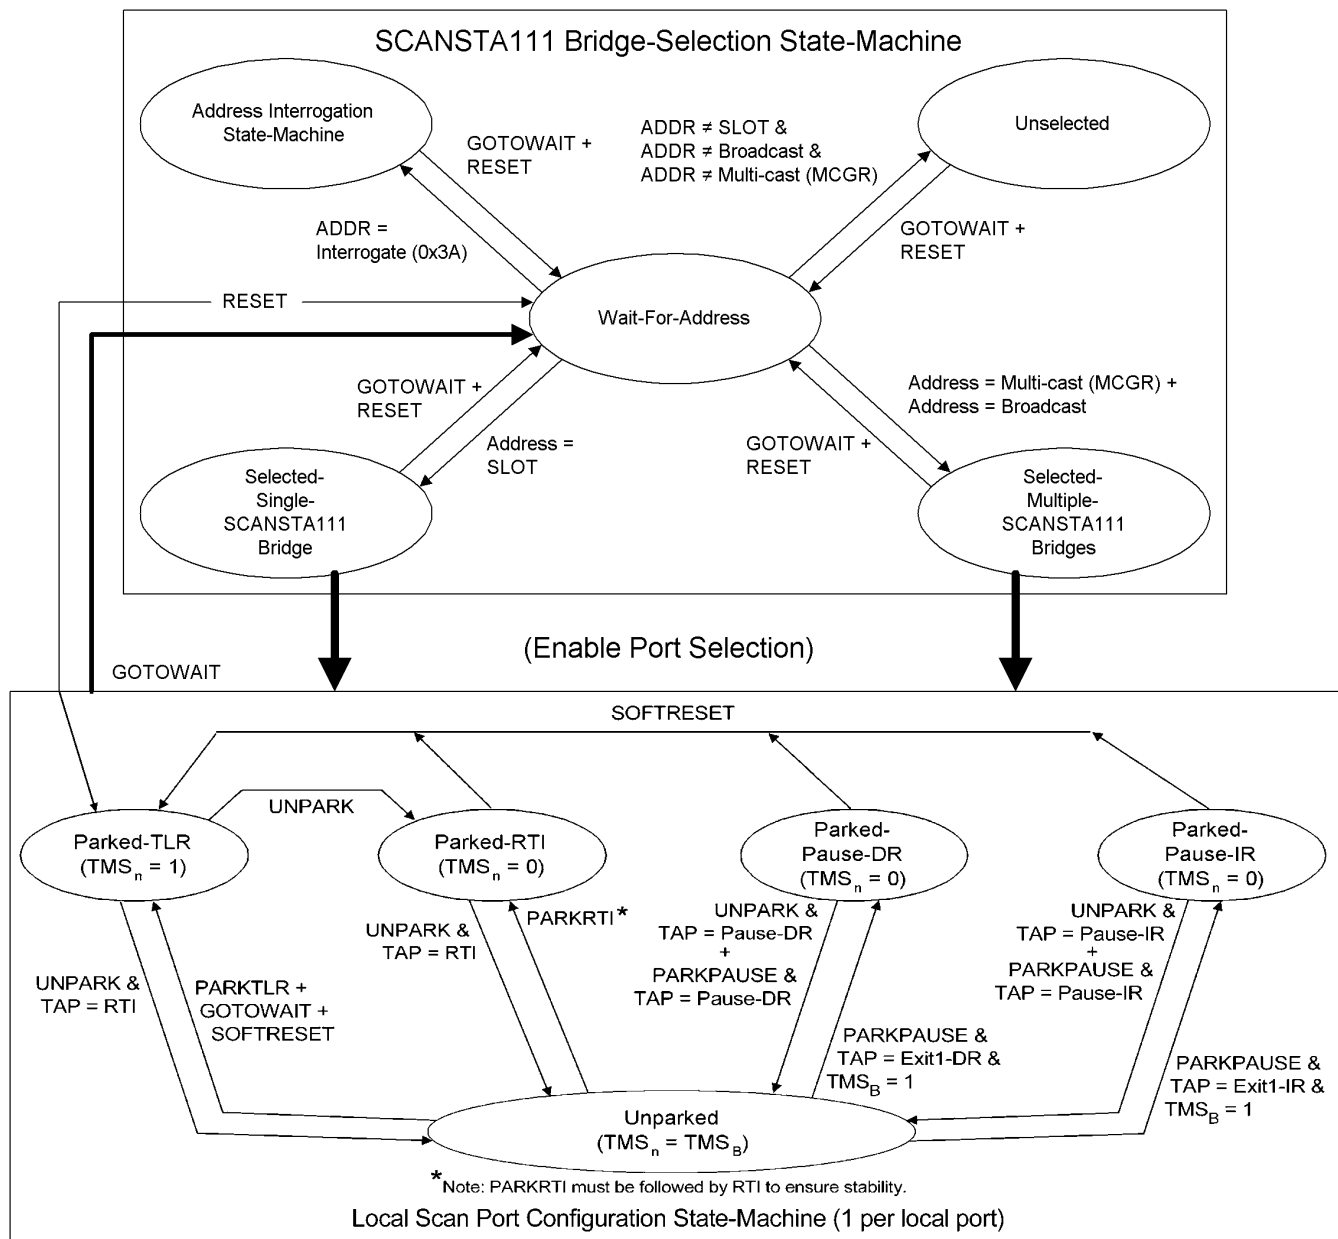 SCANSTA111 Bridge-Selection State-Machine
Address Interrogation
State-Machine
GOTOWAIT +
RESET
ADDR ≠ SLOT &
ADDR ≠ Broadcast &
ADDR ≠ Multi-cast (MCGR)
Unselected
ADDR =
Interrogate (0x3A)
GOTOWAIT +
RESET
RESET
Wait-For-Address
GOTOWAIT +
RESET
Address =
SLOT
Address = Multi-cast (MCGR) +
Address = Broadcast
GOTOWAIT +
RESET
Selected-
Single-
SCANSTA111
Bridge
Selected-
Multiple-
SCANSTA111
Bridges
(Enable Port Selection)
GOTOWAIT
SOFTRESET
UNPARK
Parked-TLR
(TMSn = 1)
Parked-RTI
(TMSn = 0)
Parked-
Pause-DR
(TMSn = 0)
Parked-
Pause-IR
(TMSn = 0)
UNPARK &
TAP = RTI
PARKTLR +
GOTOWAIT +
SOFTRESET
UNPARK &
TAP = RTI
PARKRTI*
UNPARK &
TAP = Pause-DR
+
PARKPAUSE &
TAP = Pause-DR
PARKPAUSE &
TAP = Exit1-DR &
TMSB = 1
UNPARK &
TAP = Pause-IR
+
PARKPAUSE &
TAP = Pause-IR
PARKPAUSE &
TAP = Exit1-IR &
TMSB = 1
Unparked
(TMSn = TMSB)
*Note: PARKRTI must be followed by RTI to ensure stability.
Local Scan Port Configuration State-Machine (1 per local port)